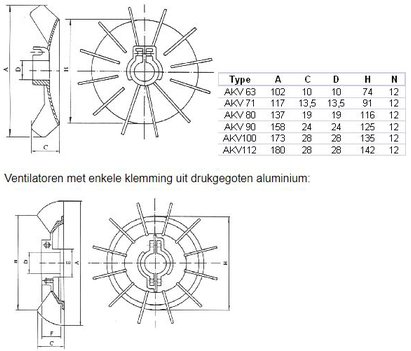 Type A C D H N
AKV 63 102 10 10 74 12
AKV 71 117 13,5 13,5 91 12
AKV 80 137 19 19 116 12
AKV 90 158 24 24 125 12
AKV100 173 28 28 135 12
AKV112 180 28 28 142 12
A
D
H
C
Ventilatoren met enkele klemming uit drukgegoten aluminium:
D
A
F
C